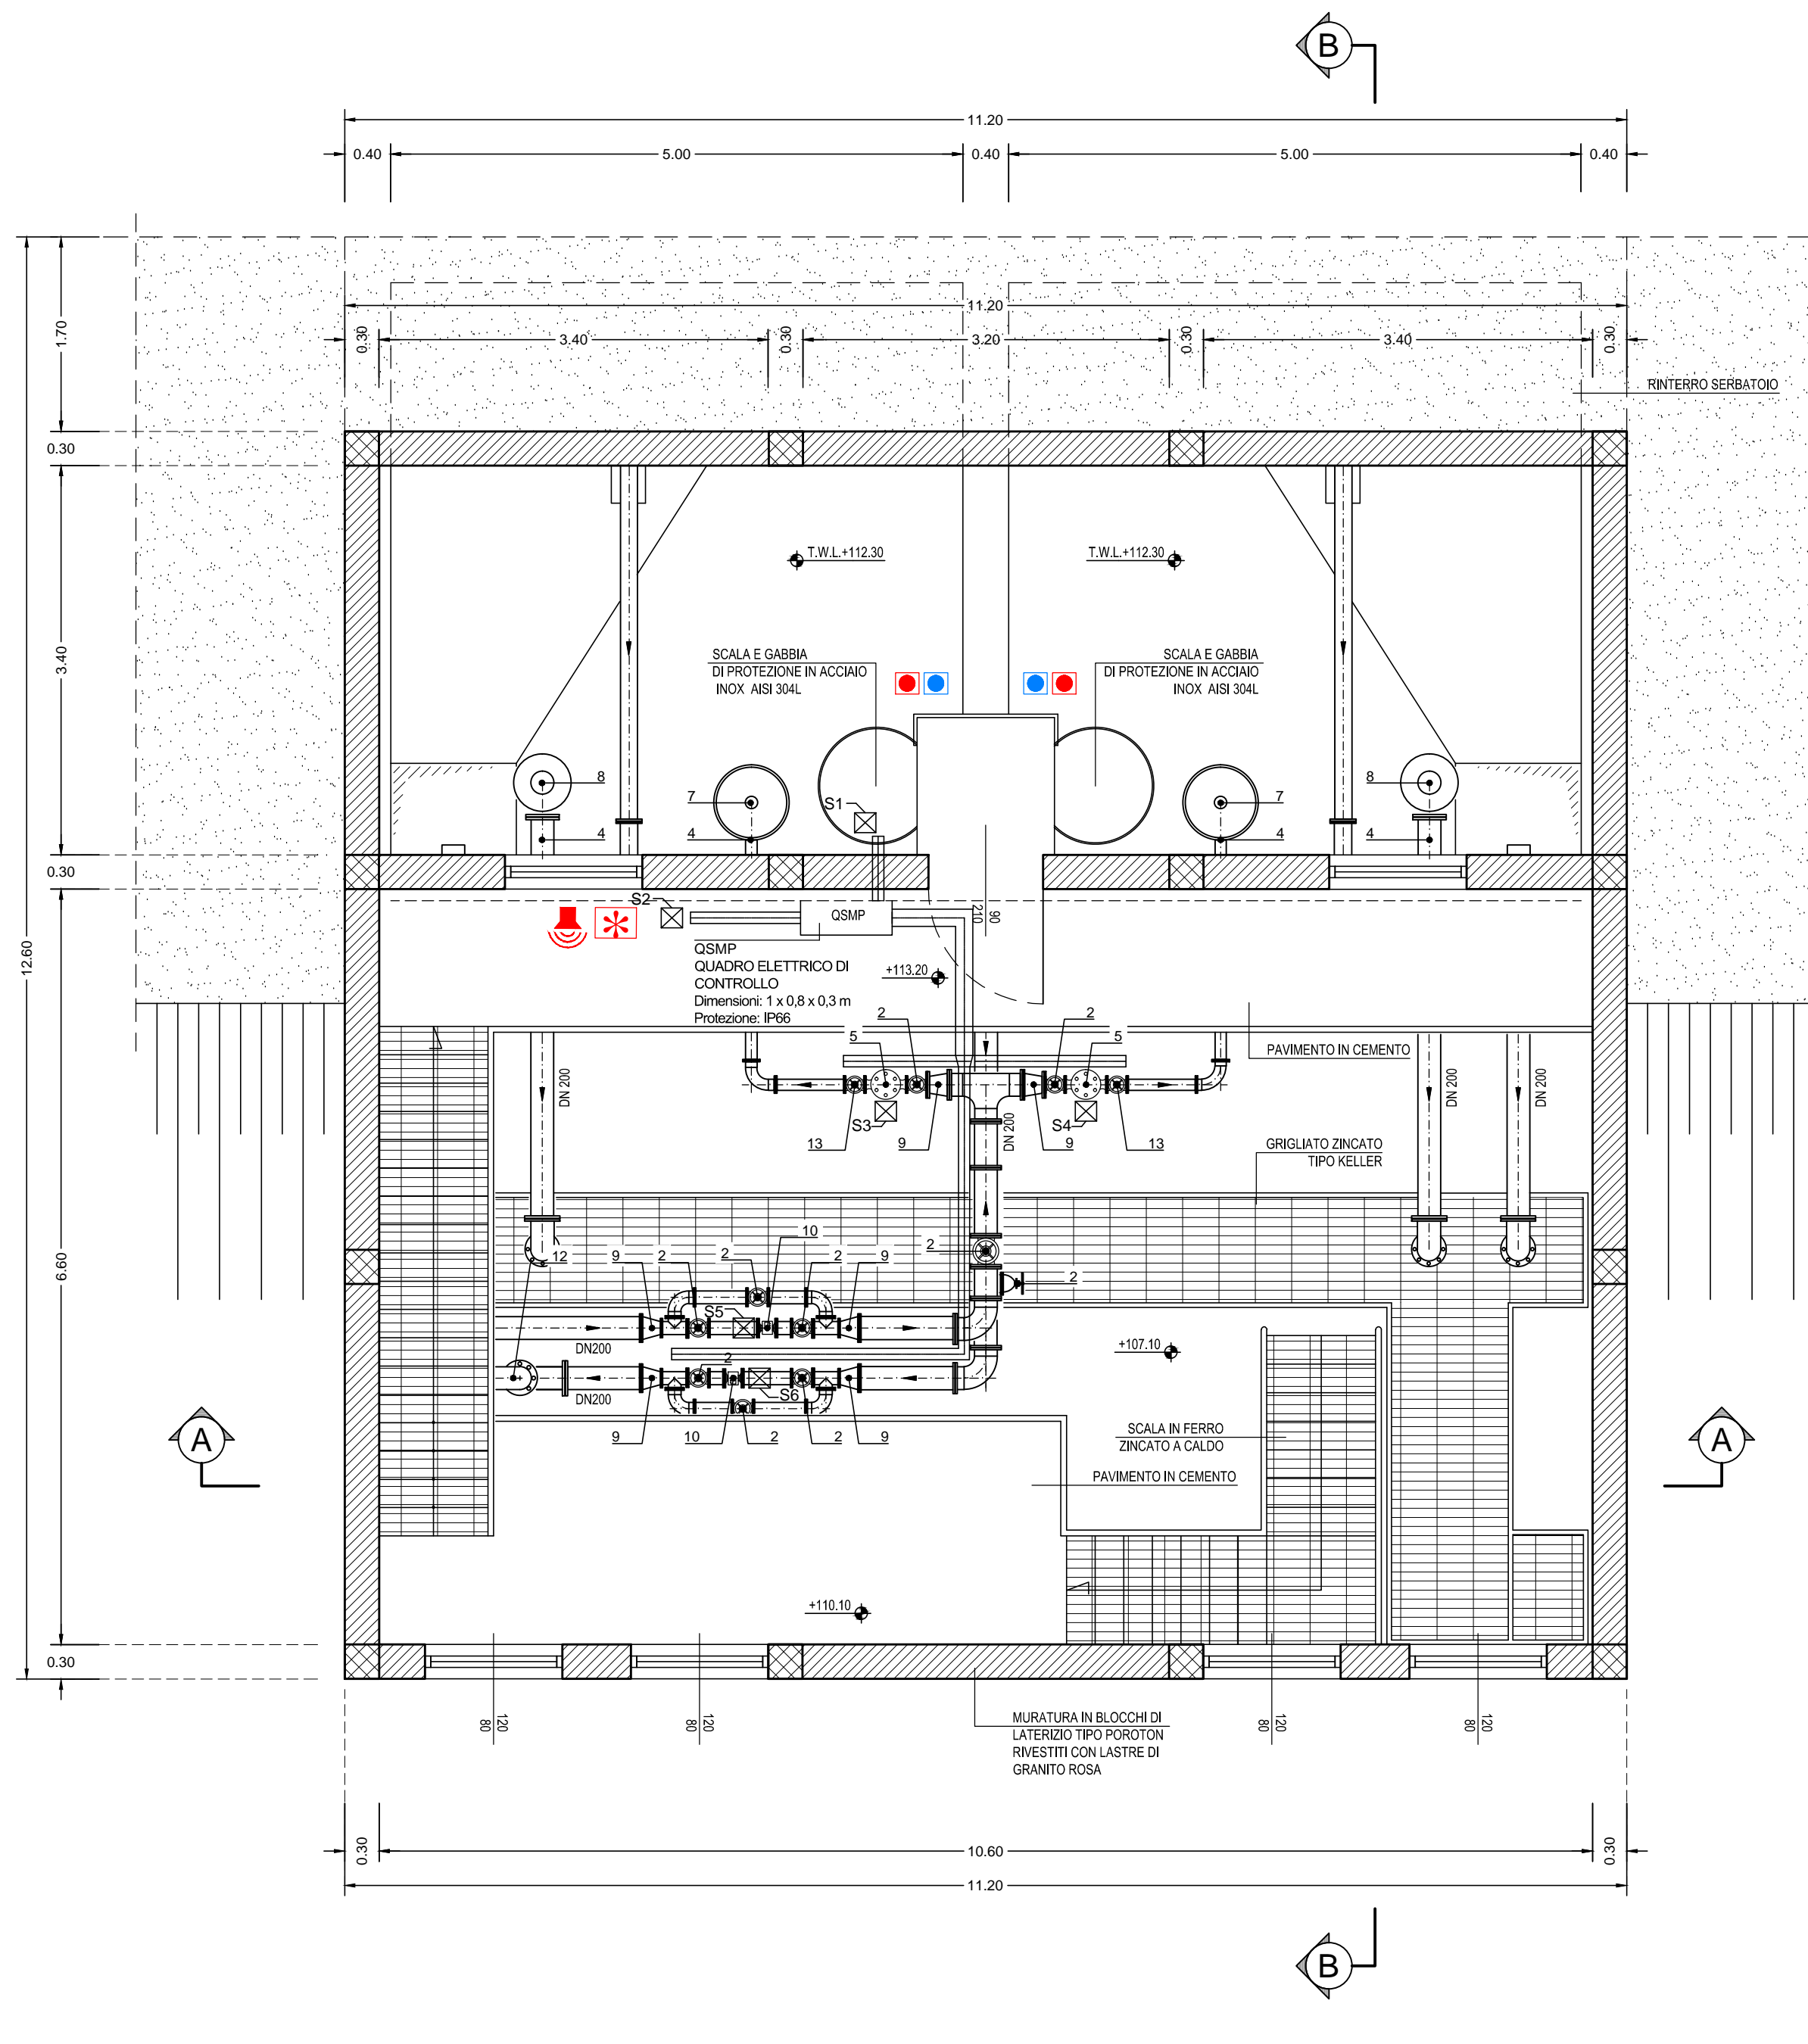 B
11.20
0.40
5.00
0.40
5.00
0.40
11.20
0.30
3.40
0.30
3.20
0.30
3.40
0.30
1.70
RINTERRO SERBATOIO
0.30
T.W.L.+112.30
T.W.L.+112.30
3.40
SCALA E GABBIA
DI PROTEZIONE IN ACCIAIO
INOX AISI 304L
SCALA E GABBIA
DI PROTEZIONE IN ACCIAIO
INOX AISI 304L
8
7
S1
7
8
4
4
4
4
0.30
S2
QSMP
90
210
QSMP
QUADRO ELETTRICO DI
CONTROLLO
Dimensioni: 1 x 0,8 x 0,3 m
Protezione: IP66
+113.20
12.60
2
2
5
5
PAVIMENTO IN CEMENTO
DN 200
DN 200
DN 200
S3
S4
DN 200
13
9
9
13
GRIGLIATO ZINCATO
TIPO KELLER
6.60
10
12
9
2
2
2
9
2
2
S5
DN200
2
+107.10
DN200
S6
9
10
2
2
9
SCALA IN FERRO
ZINCATO A CALDO
A
A
PAVIMENTO IN CEMENTO
+110.10
0.30
120
80
120
80
120
80
120
80
MURATURA IN BLOCCHI DI
LATERIZIO TIPO POROTON
RIVESTITI CON LASTRE DI
GRANITO ROSA
0.30
10.60
0.30
11.20
B